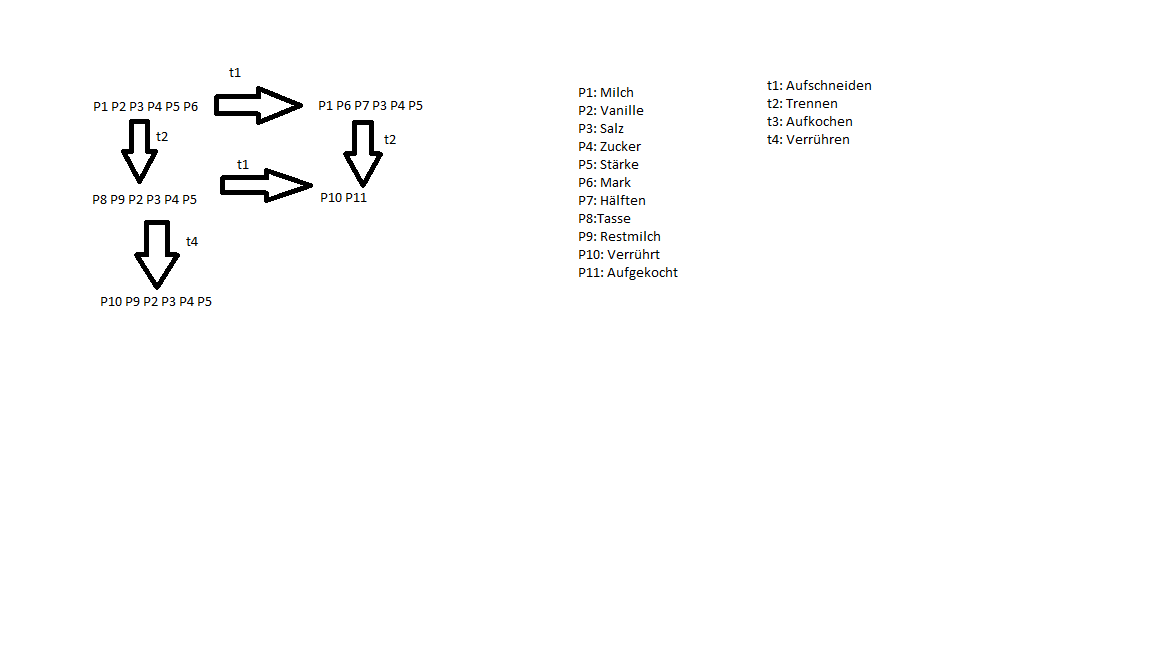 t1
P1 P2 P3 P4 P5 P6
P1 P6 P7 P3 P4 P5
t2
t2
t1
P8 P9 P2 P3 P4 P5
P10 P11
t4
P10 P9 P2 P3 P4 P5
P1: Milch
P2: Vanille
P3: Salz
P4: Zucker
P5: Stärke
P6: Mark
P7: Hälften
P8:Tasse
P9: Restmilch
P10: Verrührt
P11: Aufgekocht
t1: Aufschneiden
t2: Trennen
t3: Aufkochen
t4: Verrühren